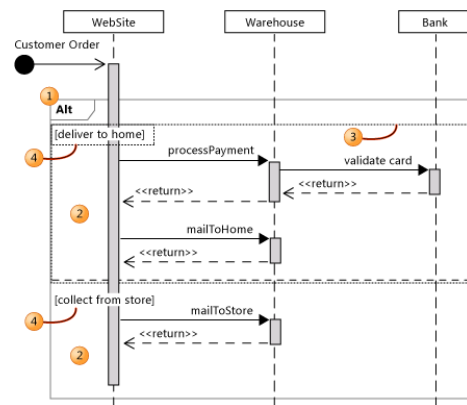 WebSite
Warehouse
Bank
Customer Order
1
Alt
[deliver to home]
3
4
processPayment
validate card
<<return>>
<<return>>
2
mailToHome
<<return>>
[collect from store]
4
mailToStore
<<return>>
2